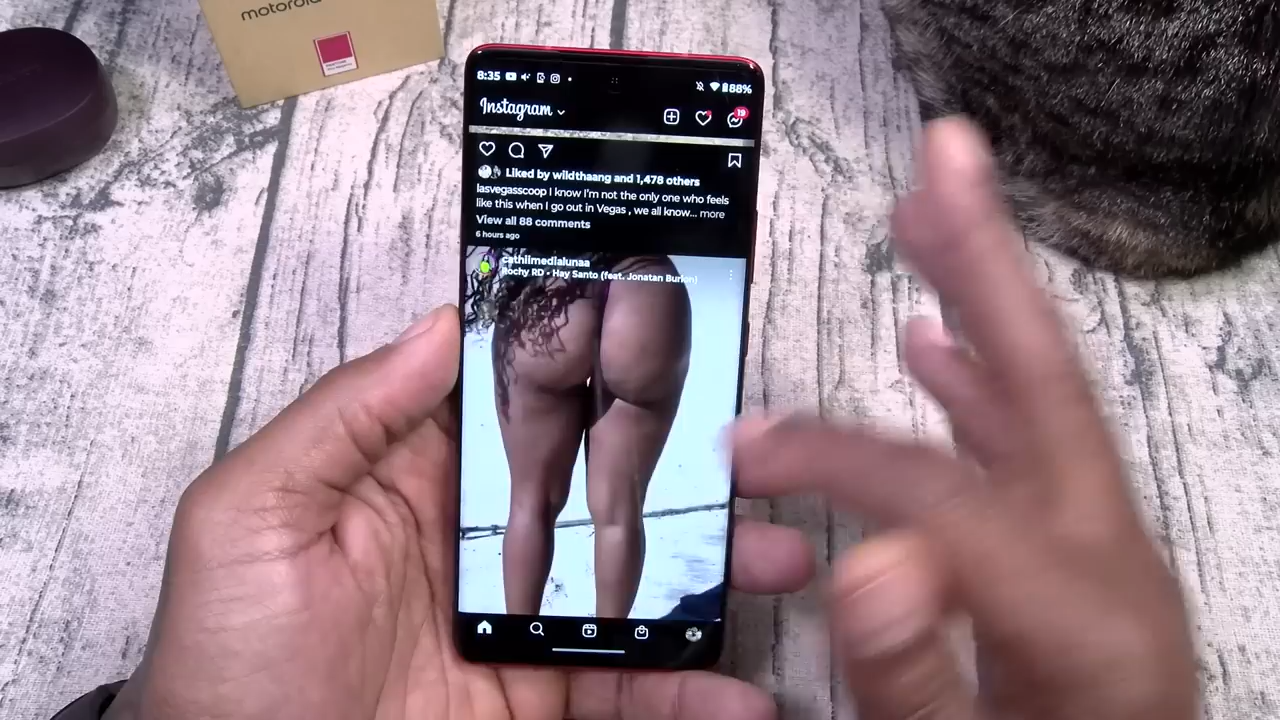 motorola
8:35
88%
Instagram
19
Liked by wildthaang and 1,478 others
lasvegasscoop I know I'm not the only one who feels
like this when I go out in Vegas , we all know... more
View all 88 comments
6 hours ago
cathiimedialunaa
Rochy RD - Hay Santo (feat. Jonatan Burlon)